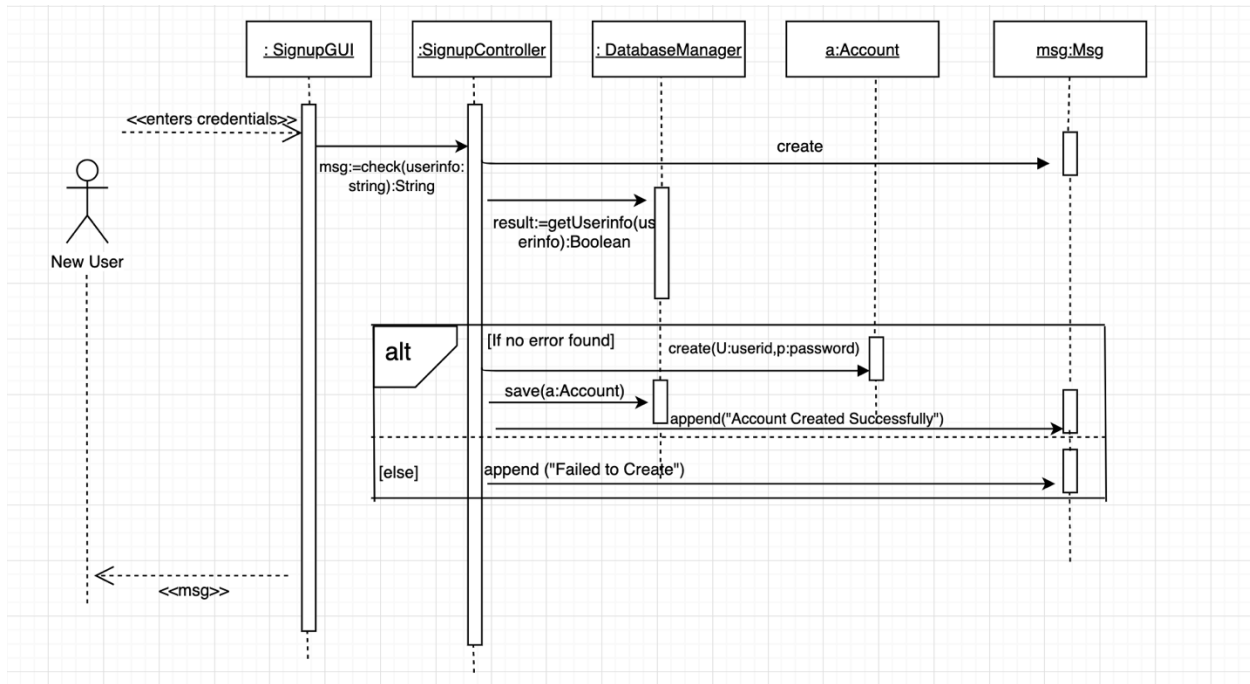 : SignupGUI
:SignupController
: DatabaseManager
a:Account
msg:Msg
<<enters credentials>>
msg:=check(userinfo:
string):String
create
result:=getUserinfo(us
erinfo):Boolean
New User
alt
[If no error found]
create(U:userid,p:password)
save(a:Account)
append("Account Created Successfully")
[else]
append ("Failed to Create")
<<msg>>